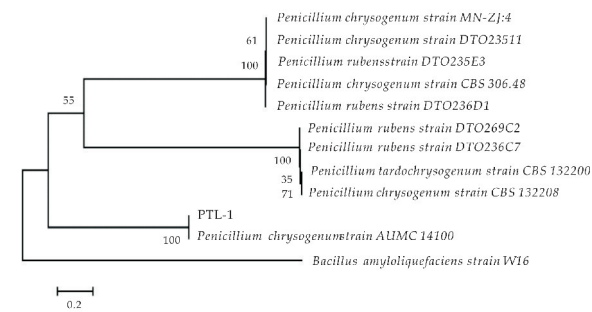 Penicillium chrysogenum strain MN-ZJ:4
61
Penicillium chrysogenum strain DTO23511
100
Penicillium rubensstrain DTO235E3
Penicillium chrysogenum strain CBS 306.48
55
Penicillium rubens strain DTO236D1
Penicillium rubens strain DTO269C2
Penicillium rubens strain DTO236C7
100
Penicillium tardochrysogenum strain CBS 132200
35
71
Penicillium chrysogenum strain CBS 132208
PTL-1
100
Penicillium chrysogenumstrain AUMC 14100
Bacillus amyloliquefaciens strain W16
0.2